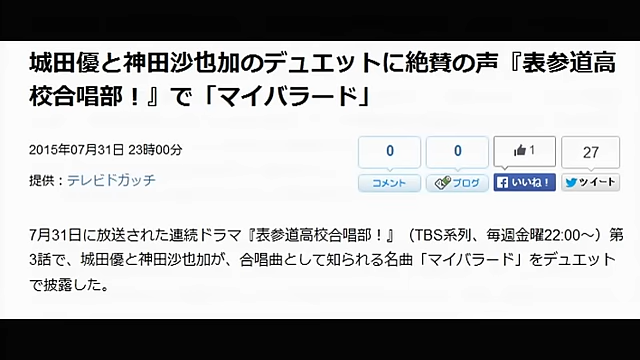 城田優と神田沙也加のデュエットに絶賛の声『表参道高
校合唱部！』で「マイバラード」
2015年07月31日 23時00分
提供：テレビドガッチ
0
コメント
0
ブログ
1
いいね！
27
ツイート
7月31日に放送された連続ドラマ『表参道高校合唱部！』（TBS系列、毎週金曜22:00～）第
3話で、城田優と神田沙也加が、合唱曲として知られる名曲「マイバラード」をデュエット
で披露した。